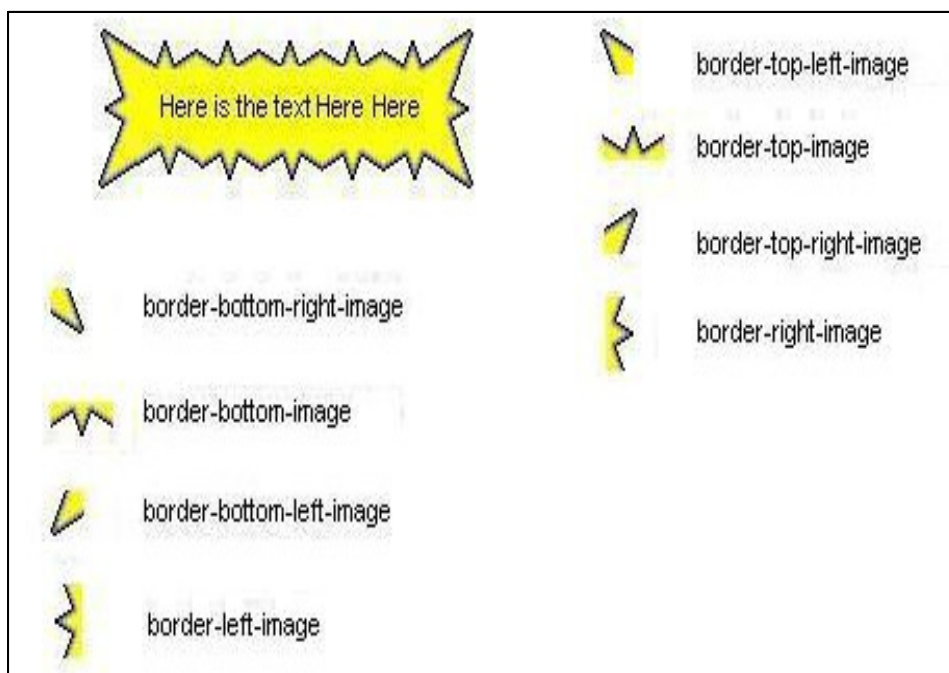 Here is the text Here Here
border-top-left-image
border-top-image
border-top-right-image
border-right-image
border-bottom-right-image
border-bottom-image
border-bottom-left-image
border-left-image